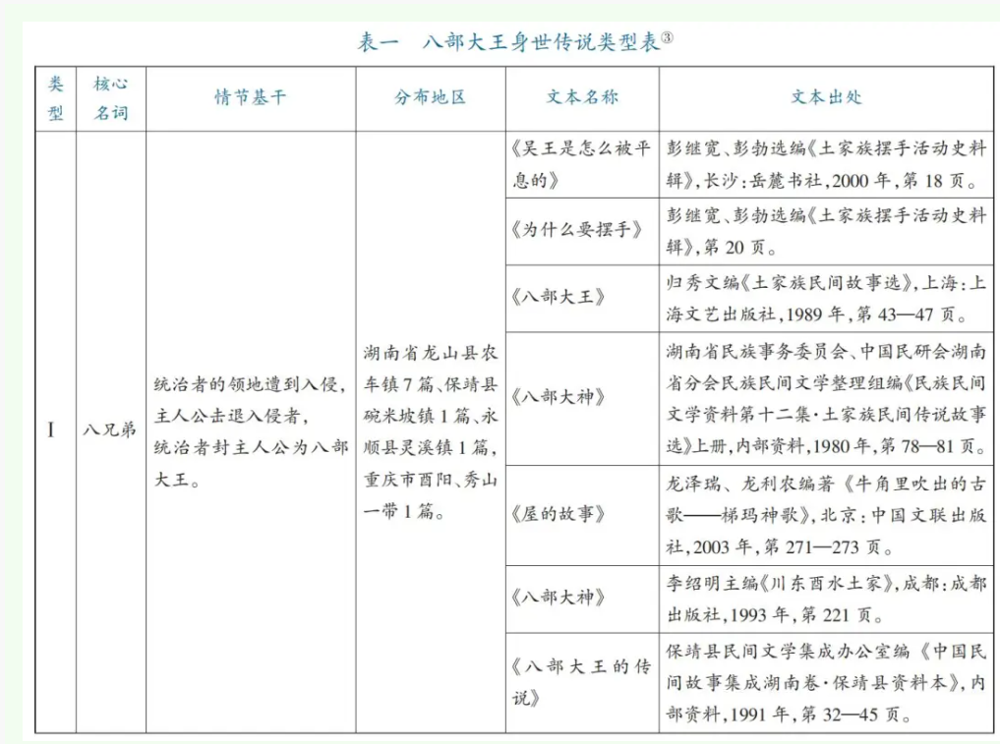 表一 八部大王身世传说类型表③
类型
核心名词
情节基干
分布地区
文本名称
文本出处
Ⅰ
八兄弟
统治者的领地遭到入侵,
主人公击退入侵者,
统治者封主人公为八部
大王。
湖南省龙山县农
车镇7篇、保靖县
碗米坡镇1篇、永
顺县灵溪镇1篇,
重庆市酉阳、秀山
一带1篇。
《吴王是怎么被平
息的》
彭继宽、彭勃选编《土家族摆手活动史料
辑》,长沙:岳麓书社,2000年,第18页。
《为什么要摆手》
彭继宽、彭勃选编《土家族摆手活动史料
辑》,第20页。
《八部大王》
归秀文编《土家族民间故事选》,上海:上
海文艺出版社,1989年,第43—47页。
《八部大神》
湖南省民族事务委员会、中国民研会湖南
省分会民族民间文学整理组编《民族民间
文学资料第十二集·土家族民间传说故事
选》上册,内部资料,1980年,第78—81页。
《屋的故事》
龙泽瑞、龙利农编著《牛角里吹出的古
歌——梯玛神歌》,北京:中国文联出版
社,2003年,第271—273页。
《八部大神》
李绍明主编《川东酉水土家》,成都:成都
出版社,1993年,第221页。
《八部大王的传
说》
保靖县民间文学集成办公室编《中国民
间故事集成湖南卷·保靖县资料本》,内
部资料,1991年,第32—45页。